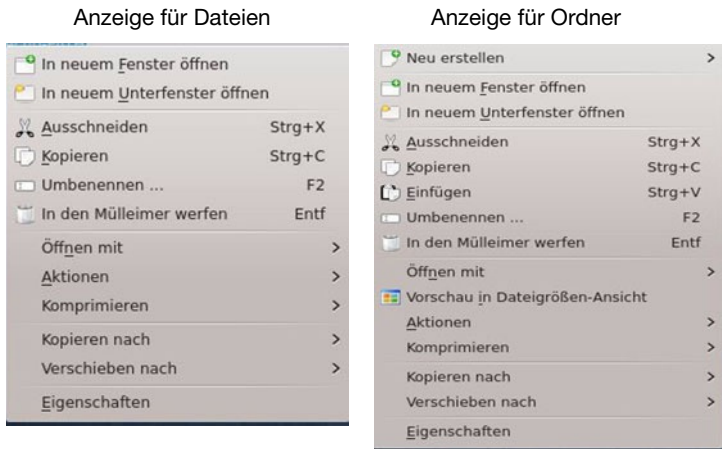 Anzeige für Dateien
In neuem Fenster öffnen
In neuem Unterfenster öffnen
Ausschneiden Strg+X
Kopieren Strg+C
Umbenennen ... F2
In den Mülleimer werfen Entf
Öffnen mit >
Aktionen >
Komprimieren >
Kopieren nach >
Verschieben nach >
Eigenschaften
Anzeige für Ordner
Neu erstellen >
In neuem Fenster öffnen
In neuem Unterfenster öffnen
Ausschneiden Strg+X
Kopieren Strg+C
Einfügen Strg+V
Umbenennen ... F2
In den Mülleimer werfen Entf
Öffnen mit >
Vorschau in Dateigrößen-Ansicht
Aktionen >
Komprimieren >
Kopieren nach >
Verschieben nach >
Eigenschaften